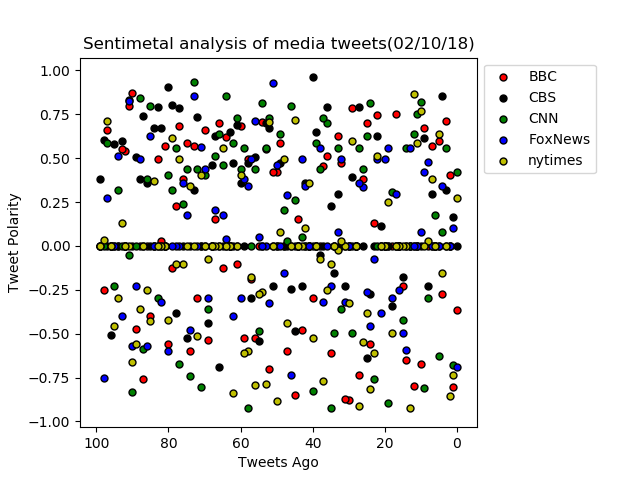 Sentimetal analysis of media tweets(02/10/18)
1.00
0.75
0.50
0.25
0.00
−0.25
−0.50
−0.75
−1.00
Tweet Polarity
100
80
60
40
20
0
Tweets Ago
BBC
CBS
CNN
FoxNews
nytimes